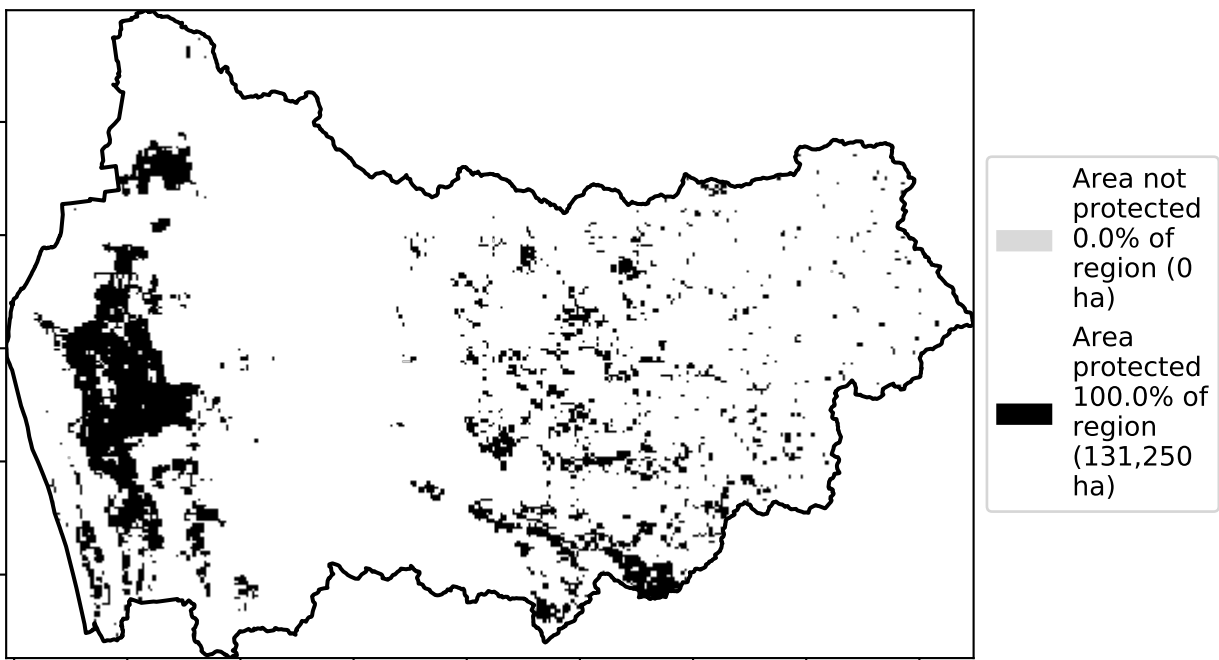 Area not
protected
0.0% of
region (0
ha)
Area
protected
100.0% of
region
(131,250
ha)